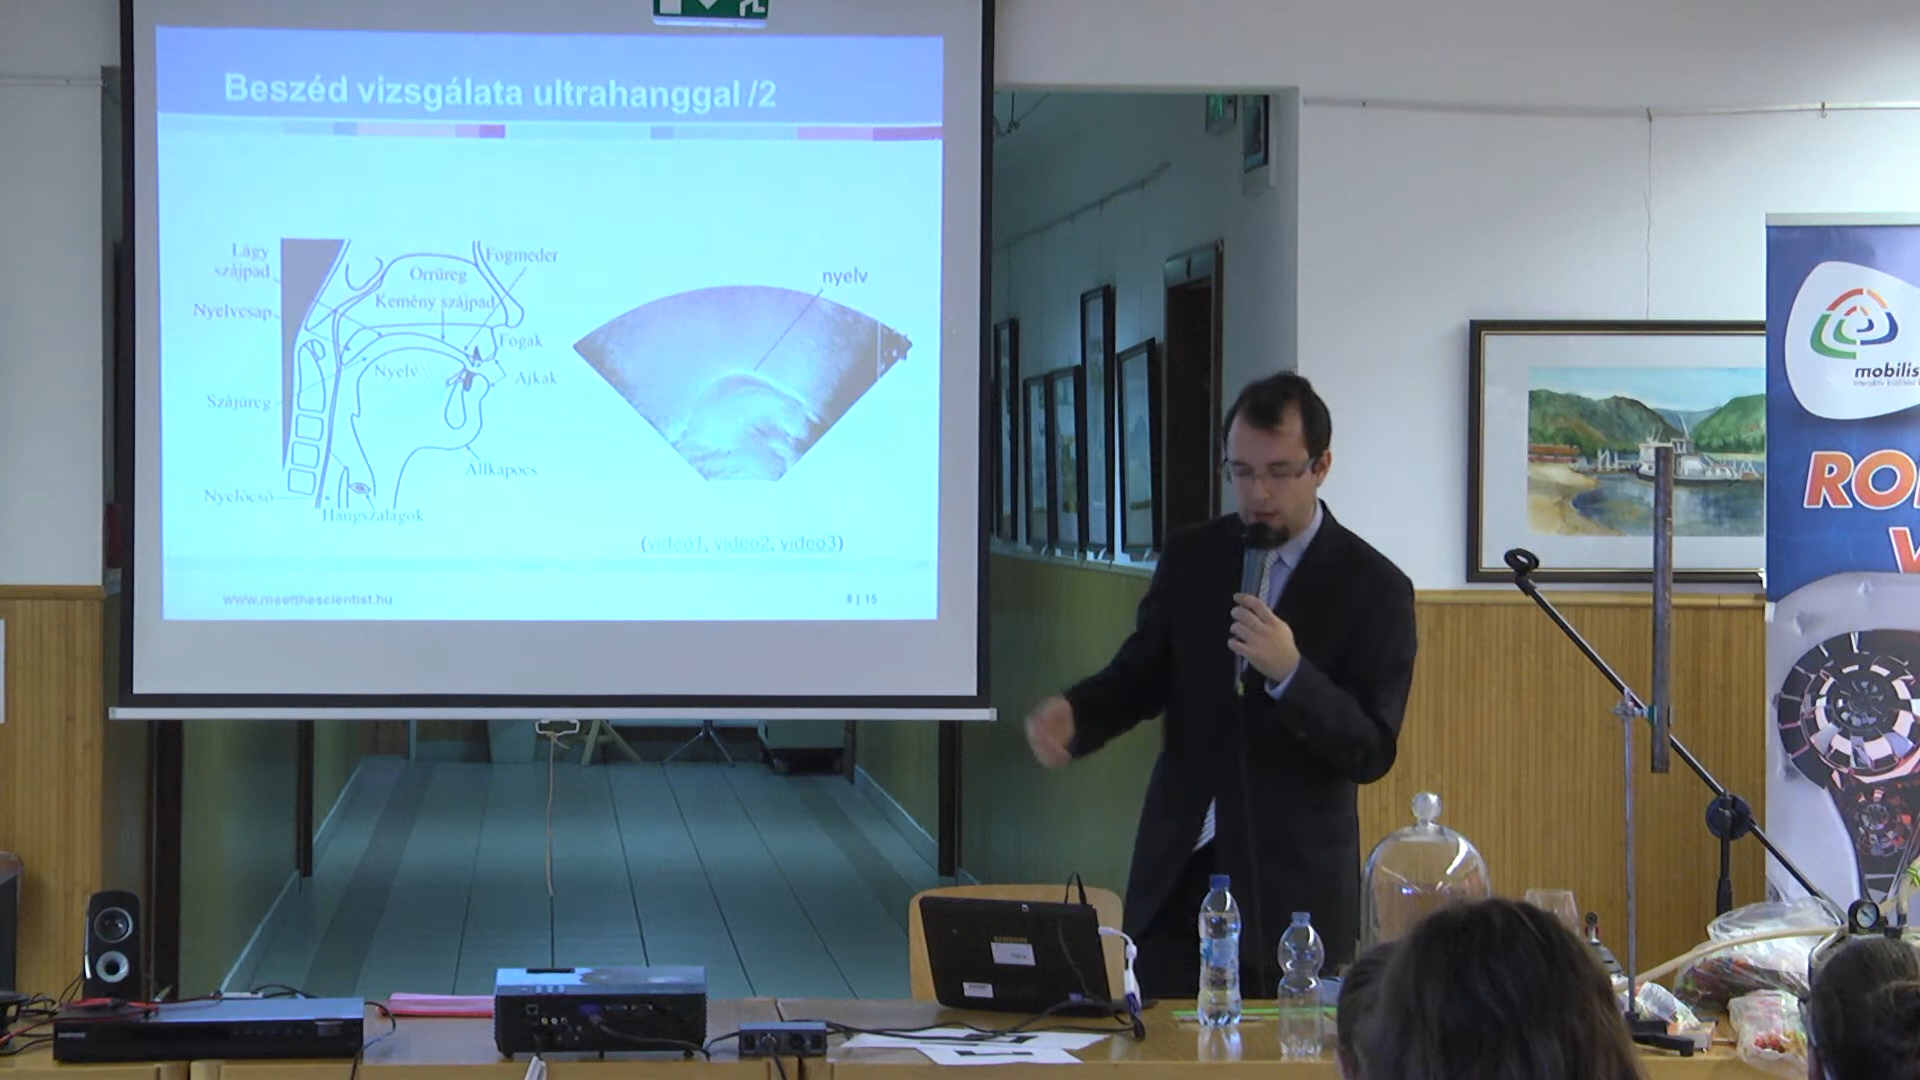 Beszéd vizsgálata ultrahanggal /2
Lágy
szájpad
Nyelvcsap
Szájüreg
Nyelőcső
Orrüreg
Kemény szájpad
Fogmeder
Fogak
Nyelv
Ajkak
Állkapocs
Hangszalagok
nyelv
(video1, video2, video3)
www.meetthescientist.hu
8 | 15
mobilis
RO
V
SAMSUNG